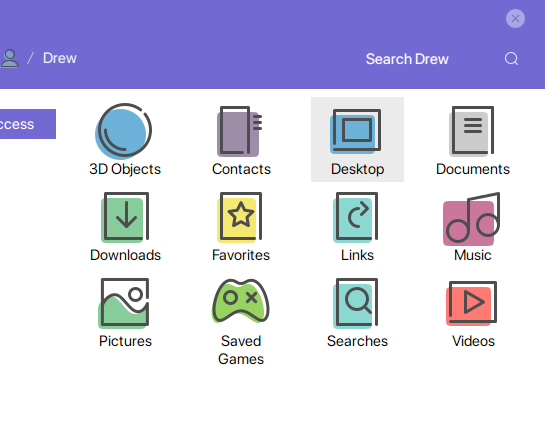 / Drew
Search Drew
ccess
3D Objects
Contacts
Desktop
Documents
Downloads
Favorites
Links
Music
Pictures
Saved
Games
Searches
Videos